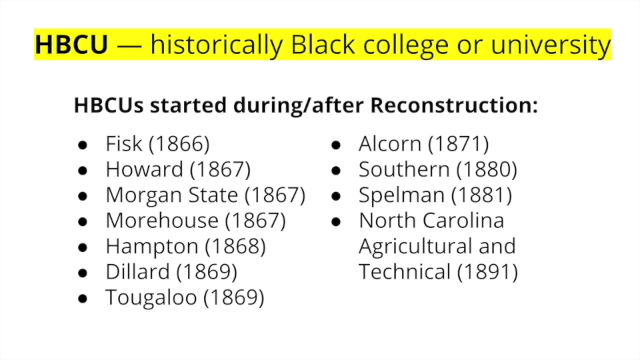 HBCU — historically Black college or university
HBCUs started during/after Reconstruction:
● Fisk (1866)
● Howard (1867)
● Morgan State (1867)
● Morehouse (1867)
● Hampton (1868)
● Dillard (1869)
● Tougaloo (1869)
● Alcorn (1871)
● Southern (1880)
● Spelman (1881)
● North Carolina
Agricultural and
Technical (1891)